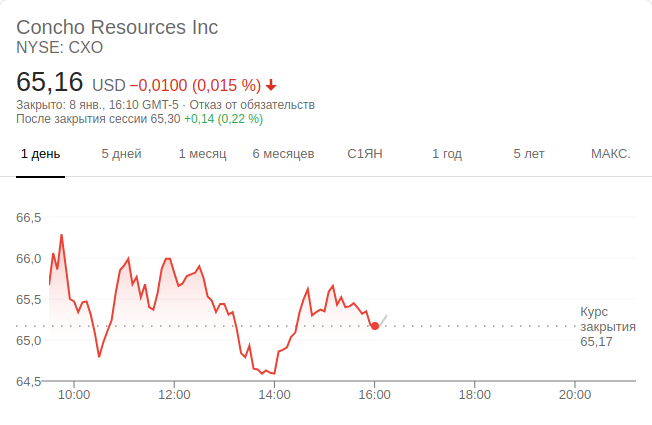 Concho Resources Inc
NYSE: CXO
65,16 USD −0,0100 (0,015 %)
Закрыто: 8 янв., 16:10 GMT-5 · Отказ от обязательств
После закрытия сессии 65,30 +0,14 (0,22 %)
1 день 5 дней 1 месяц 6 месяцев С1ЯН 1 год 5 лет МАКС.
66,5
66,0
65,5
65,0
64,5
Курс
закрытия
65,17
10:00 12:00 14:00 16:00 18:00 20:00